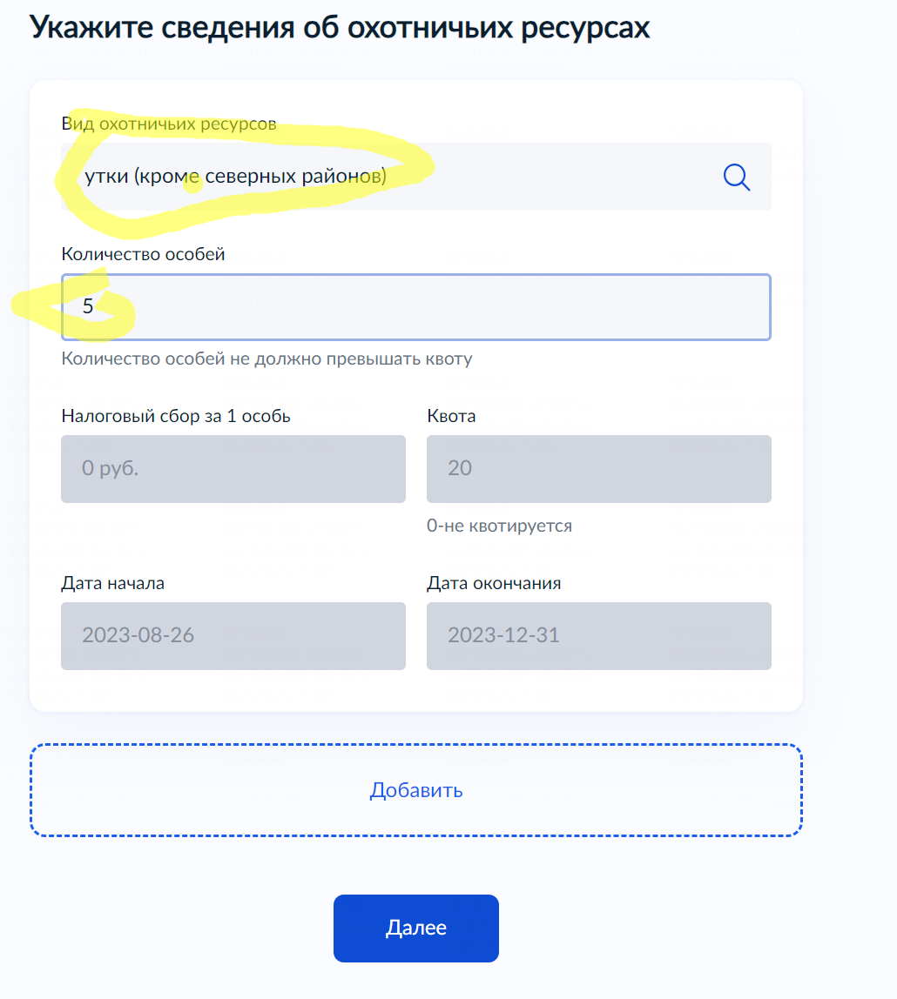 Укажите сведения об охотничьих ресурсах
Вид охотничьих ресурсов
утки (кроме северных районов)
Количество особей
5
Количество особей не должно превышать квоту
Налоговый сбор за 1 особь
Квота
0 руб.
20
0-не квотируется
Дата начала
Дата окончания
2023-08-26
2023-12-31
Добавить
Далее